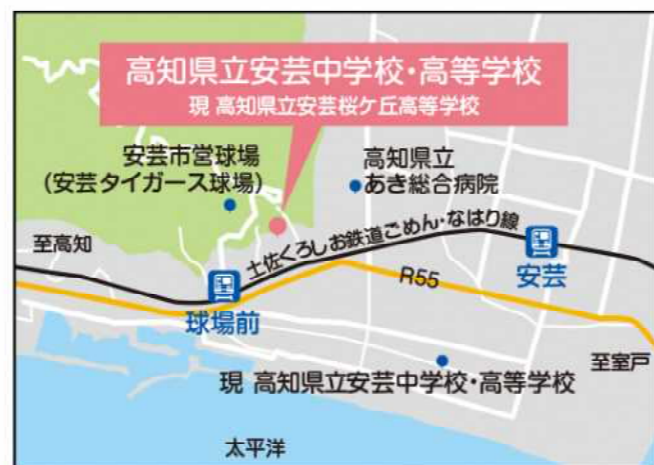 高知県立安芸中学校・高等学校
現 高知県立安芸桜ケ丘高等学校
安芸市営球場
(安芸タイガース球場)
高知県立
あき総合病院
至高知
土佐くろしお鉄道ごめん・なはり線
安芸
R55
球場前
至室戸
現 高知県立安芸中学校・高等学校
太平洋